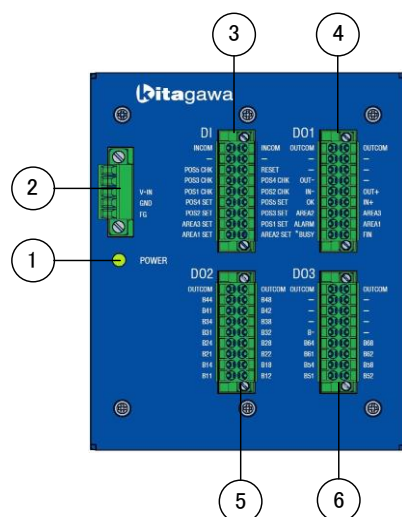 3
4
kitagawa
2
V-IN
GND
FG
1
POWER
DI
INCOM
–
POS5 CHK
POS3 CHK
POS1 CHK
POS4 SET
POS2 SET
AREA3 SET
AREA1 SET
INCOM
–
RESET
POS4 CHK
POS2 CHK
POS5 SET
POS3 SET
POS1 SET
AREA2 SET
DO1
OUTCOM
–
–
OUT-
IN-
OK
AREA2
ALARM
*BUSY
OUTCOM
–
–
–
OUT+
IN+
AREA3
AREA1
FIN
DO2
OUTCOM
B44
B41
B34
B31
B24
B21
B14
B11
OUTCOM
B48
B42
B38
B32
B28
B22
B18
B12
DO3
OUTCOM
–
–
–
B-
B64
B61
B54
B51
OUTCOM
–
–
–
–
B68
B62
B58
B52
5
6